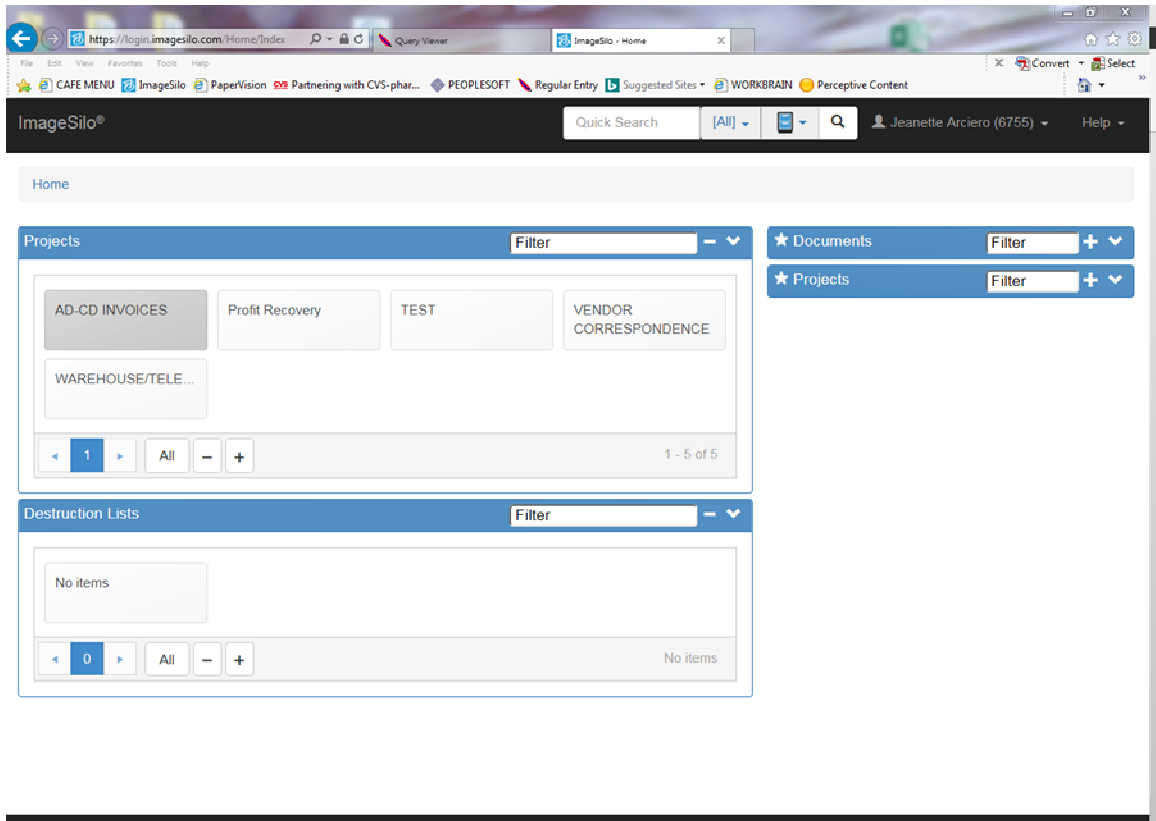 https://login.imagesilo.com/Home/Index
Query Viewer
ImageSilo - Home
File Edit View Favorites Tools Help
Convert Select
CAFE MENU ImageSilo PaperVision Partnering with CVS-phar... PEOPLESOFT Regular Entry Suggested Sites WORKBRAIN Perceptive Content
ImageSilo®
Quick Search [All] Jeanette Arciero (6755) Help
Home
Projects Filter
AD-CD INVOICES Profit Recovery TEST VENDOR CORRESPONDENCE
WAREHOUSE/TELE...
1 All 1 - 5 of 5
Destruction Lists Filter
No items
0 All No items
Documents Filter
Projects Filter